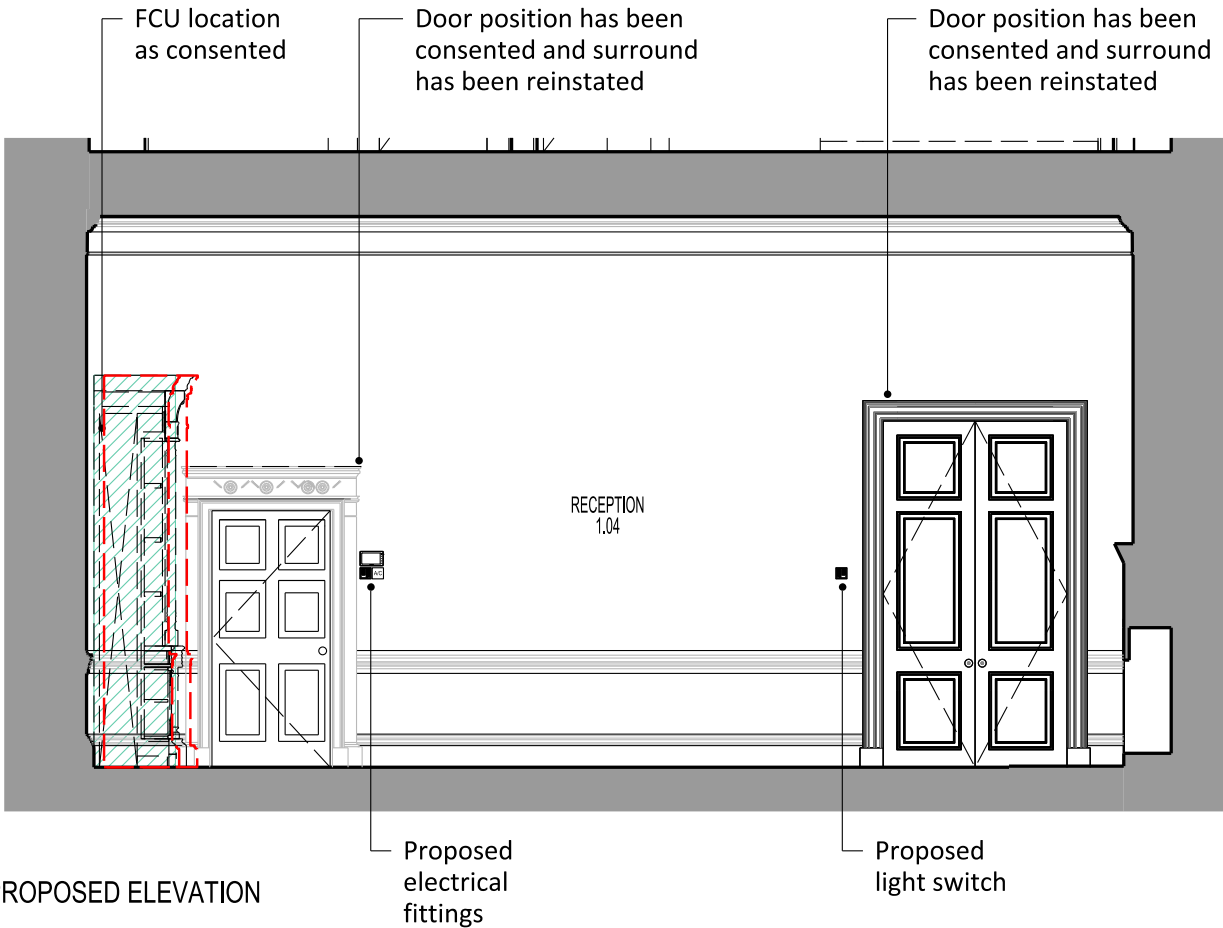 FCU location
as consented
Door position has been
consented and surround
has been reinstated
Door position has been
consented and surround
has been reinstated
RECEPTION
1.04
A/C
Proposed
electrical
fittings
Proposed
light switch
ROPOSED ELEVATION